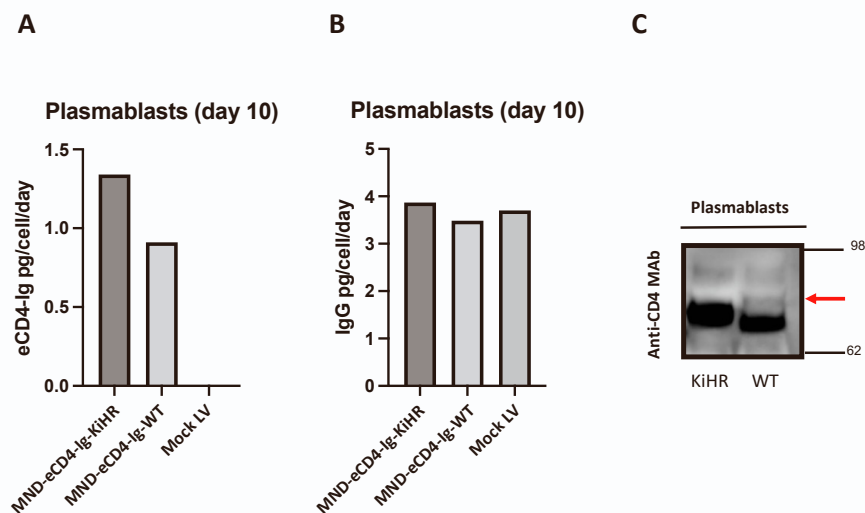 A
Plasmablasts (day 10)
eCD4-Ig pg/cell/day
1.5
1.0
0.5
0.0
MND-eCD4-Ig-KiHR
MND-eCD4-Ig-WT
Mock LV
B
Plasmablasts (day 10)
IgG pg/cell/day
5
4
3
2
1
0
MND-eCD4-Ig-KiHR
MND-eCD4-Ig-WT
Mock LV
C
Plasmablasts
Anti-CD4 MAb
98
62
KiHR WT